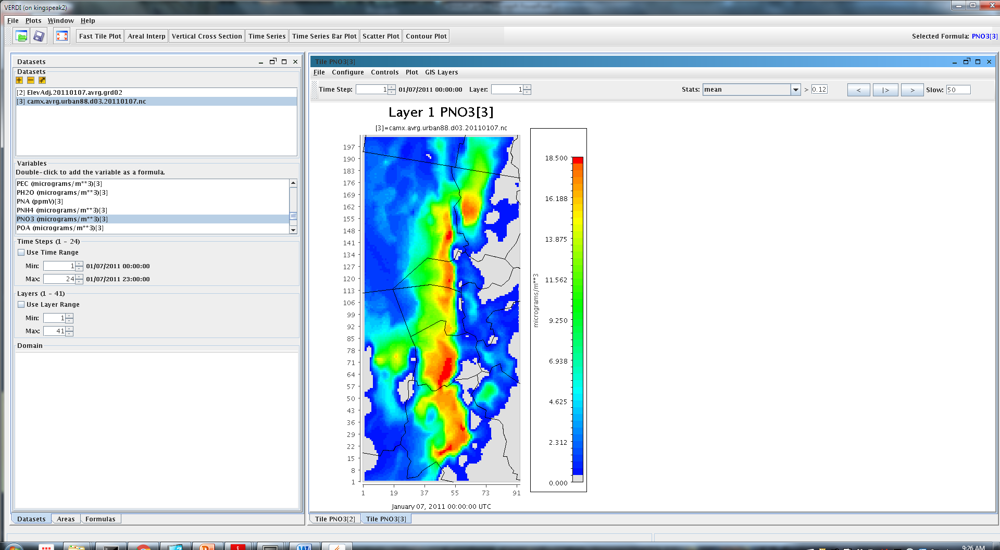 VERDI (on kingspeak2)
File Plots Window Help
Fast Tile Plot Areal Interp Vertical Cross Section Time Series Time Series Bar Plot Scatter Plot Contour Plot Selected Formula: PNO3[3]
Datasets
Datasets
[2] ElevAdj.20110107.avrg.grd02
[3] camx.avrg.urban88.d03.20110107.nc
Variables
Double-click to add the variable as a formula.
PEC (micrograms/m**3)[3]
PH2O (micrograms/m**3)[3]
PNA (ppmV)[3]
PNH4 (micrograms/m**3)[3]
PNO3 (micrograms/m**3)[3]
POA (micrograms/m**3)[3]
Time Steps (1 - 24)
Use Time Range
Min: 1 01/07/2011 00:00:00
Max: 24 01/07/2011 23:00:00
Layers (1 - 41)
Use Layer Range
Min: 1
Max: 41
Domain
Datasets Areas Formulas
Tile PNO3[3]
File Configure Controls Plot GIS Layers
Time Step: 1 01/07/2011 00:00:00 Layer: 1 Stats: mean > 0.12 < |> > Slow: 50
Layer 1 PNO3[3]
[3]=camx.avrg.urban88.d03.20110107.nc
197
190
183
176
169
162
155
148
141
134
127
120
113
106
99
92
85
78
71
64
57
50
43
36
29
22
15
8
1
1 19 37 55 73 91
January 07, 2011 00:00:00 UTC
micrograms/m**3
18.500
16.188
13.875
11.562
9.250
6.938
4.625
2.312
0.000
Tile PNO3[2] Tile PNO3[3]
9:26 AM